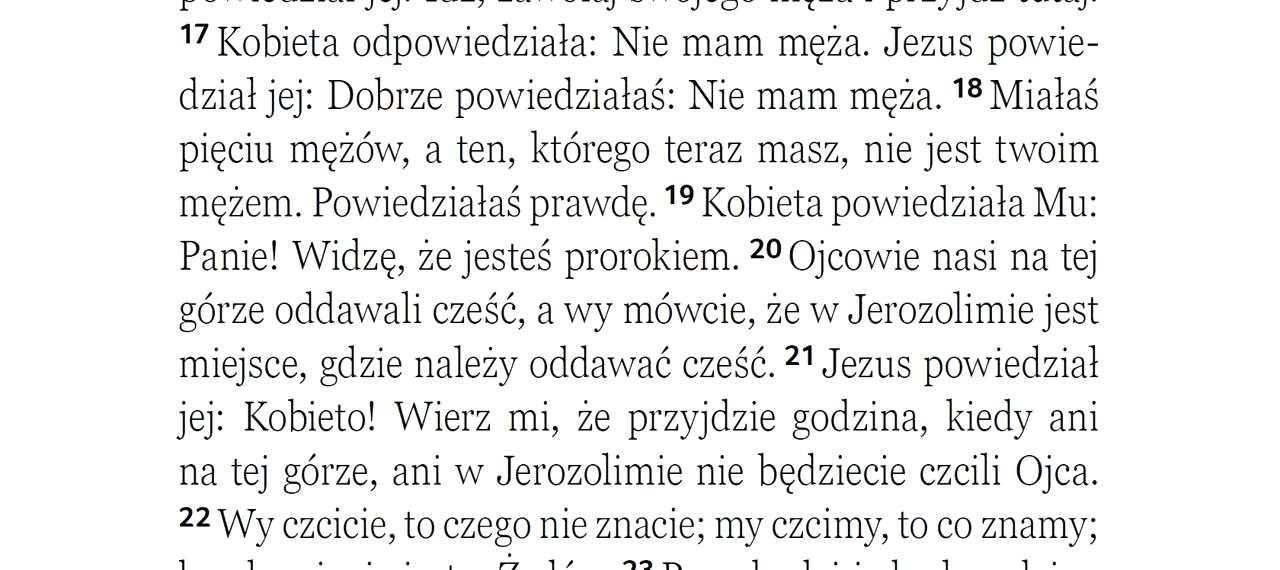 17 Kobieta odpowiedziała: Nie mam męża. Jezus powie-
dział jej: Dobrze powiedziałaś: Nie mam męża. 18 Miałaś
pięciu mężów, a ten, którego teraz masz, nie jest twoim
mężem. Powiedziałaś prawdę. 19 Kobieta powiedziała Mu:
Panie! Widzę, że jesteś prorokiem. 20 Ojcowie nasi na tej
górze oddawali cześć, a wy mówcie, że w Jerozolimie jest
miejsce, gdzie należy oddawać cześć. 21 Jezus powiedział
jej: Kobieto! Wierz mi, że przyjdzie godzina, kiedy ani
na tej górze, ani w Jerozolimie nie będziecie czcili Ojca.
22 Wy czcicie, to czego nie znacie; my czcimy, to co znamy;
23